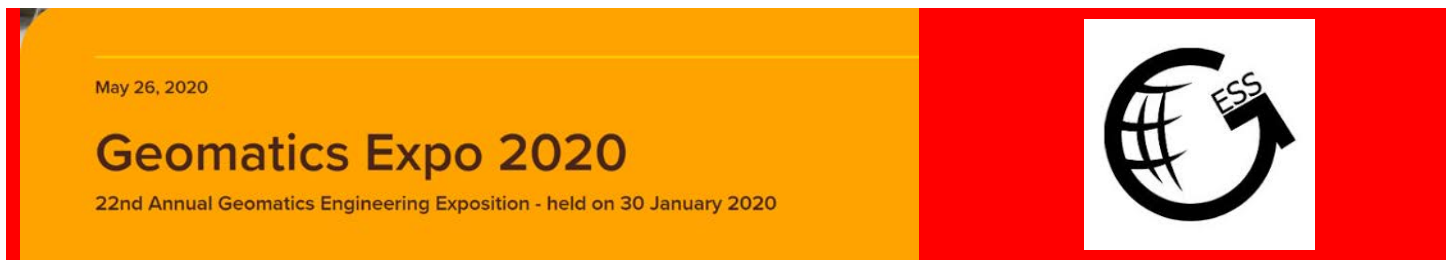 May 26, 2020
Geomatics Expo 2020
22nd Annual Geomatics Engineering Exposition - held on 30 January 2020
ESS